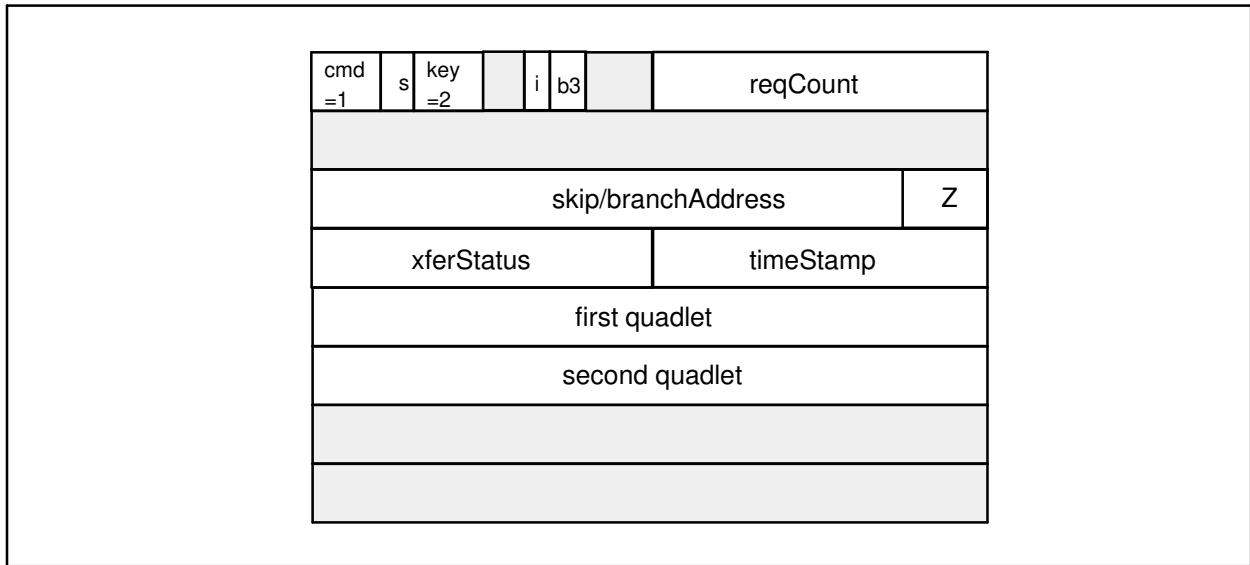 cmd s key i b3 reqCount
=1 =2
skip/branchAddress Z
xferStatus timeStamp
first quadlet
second quadlet